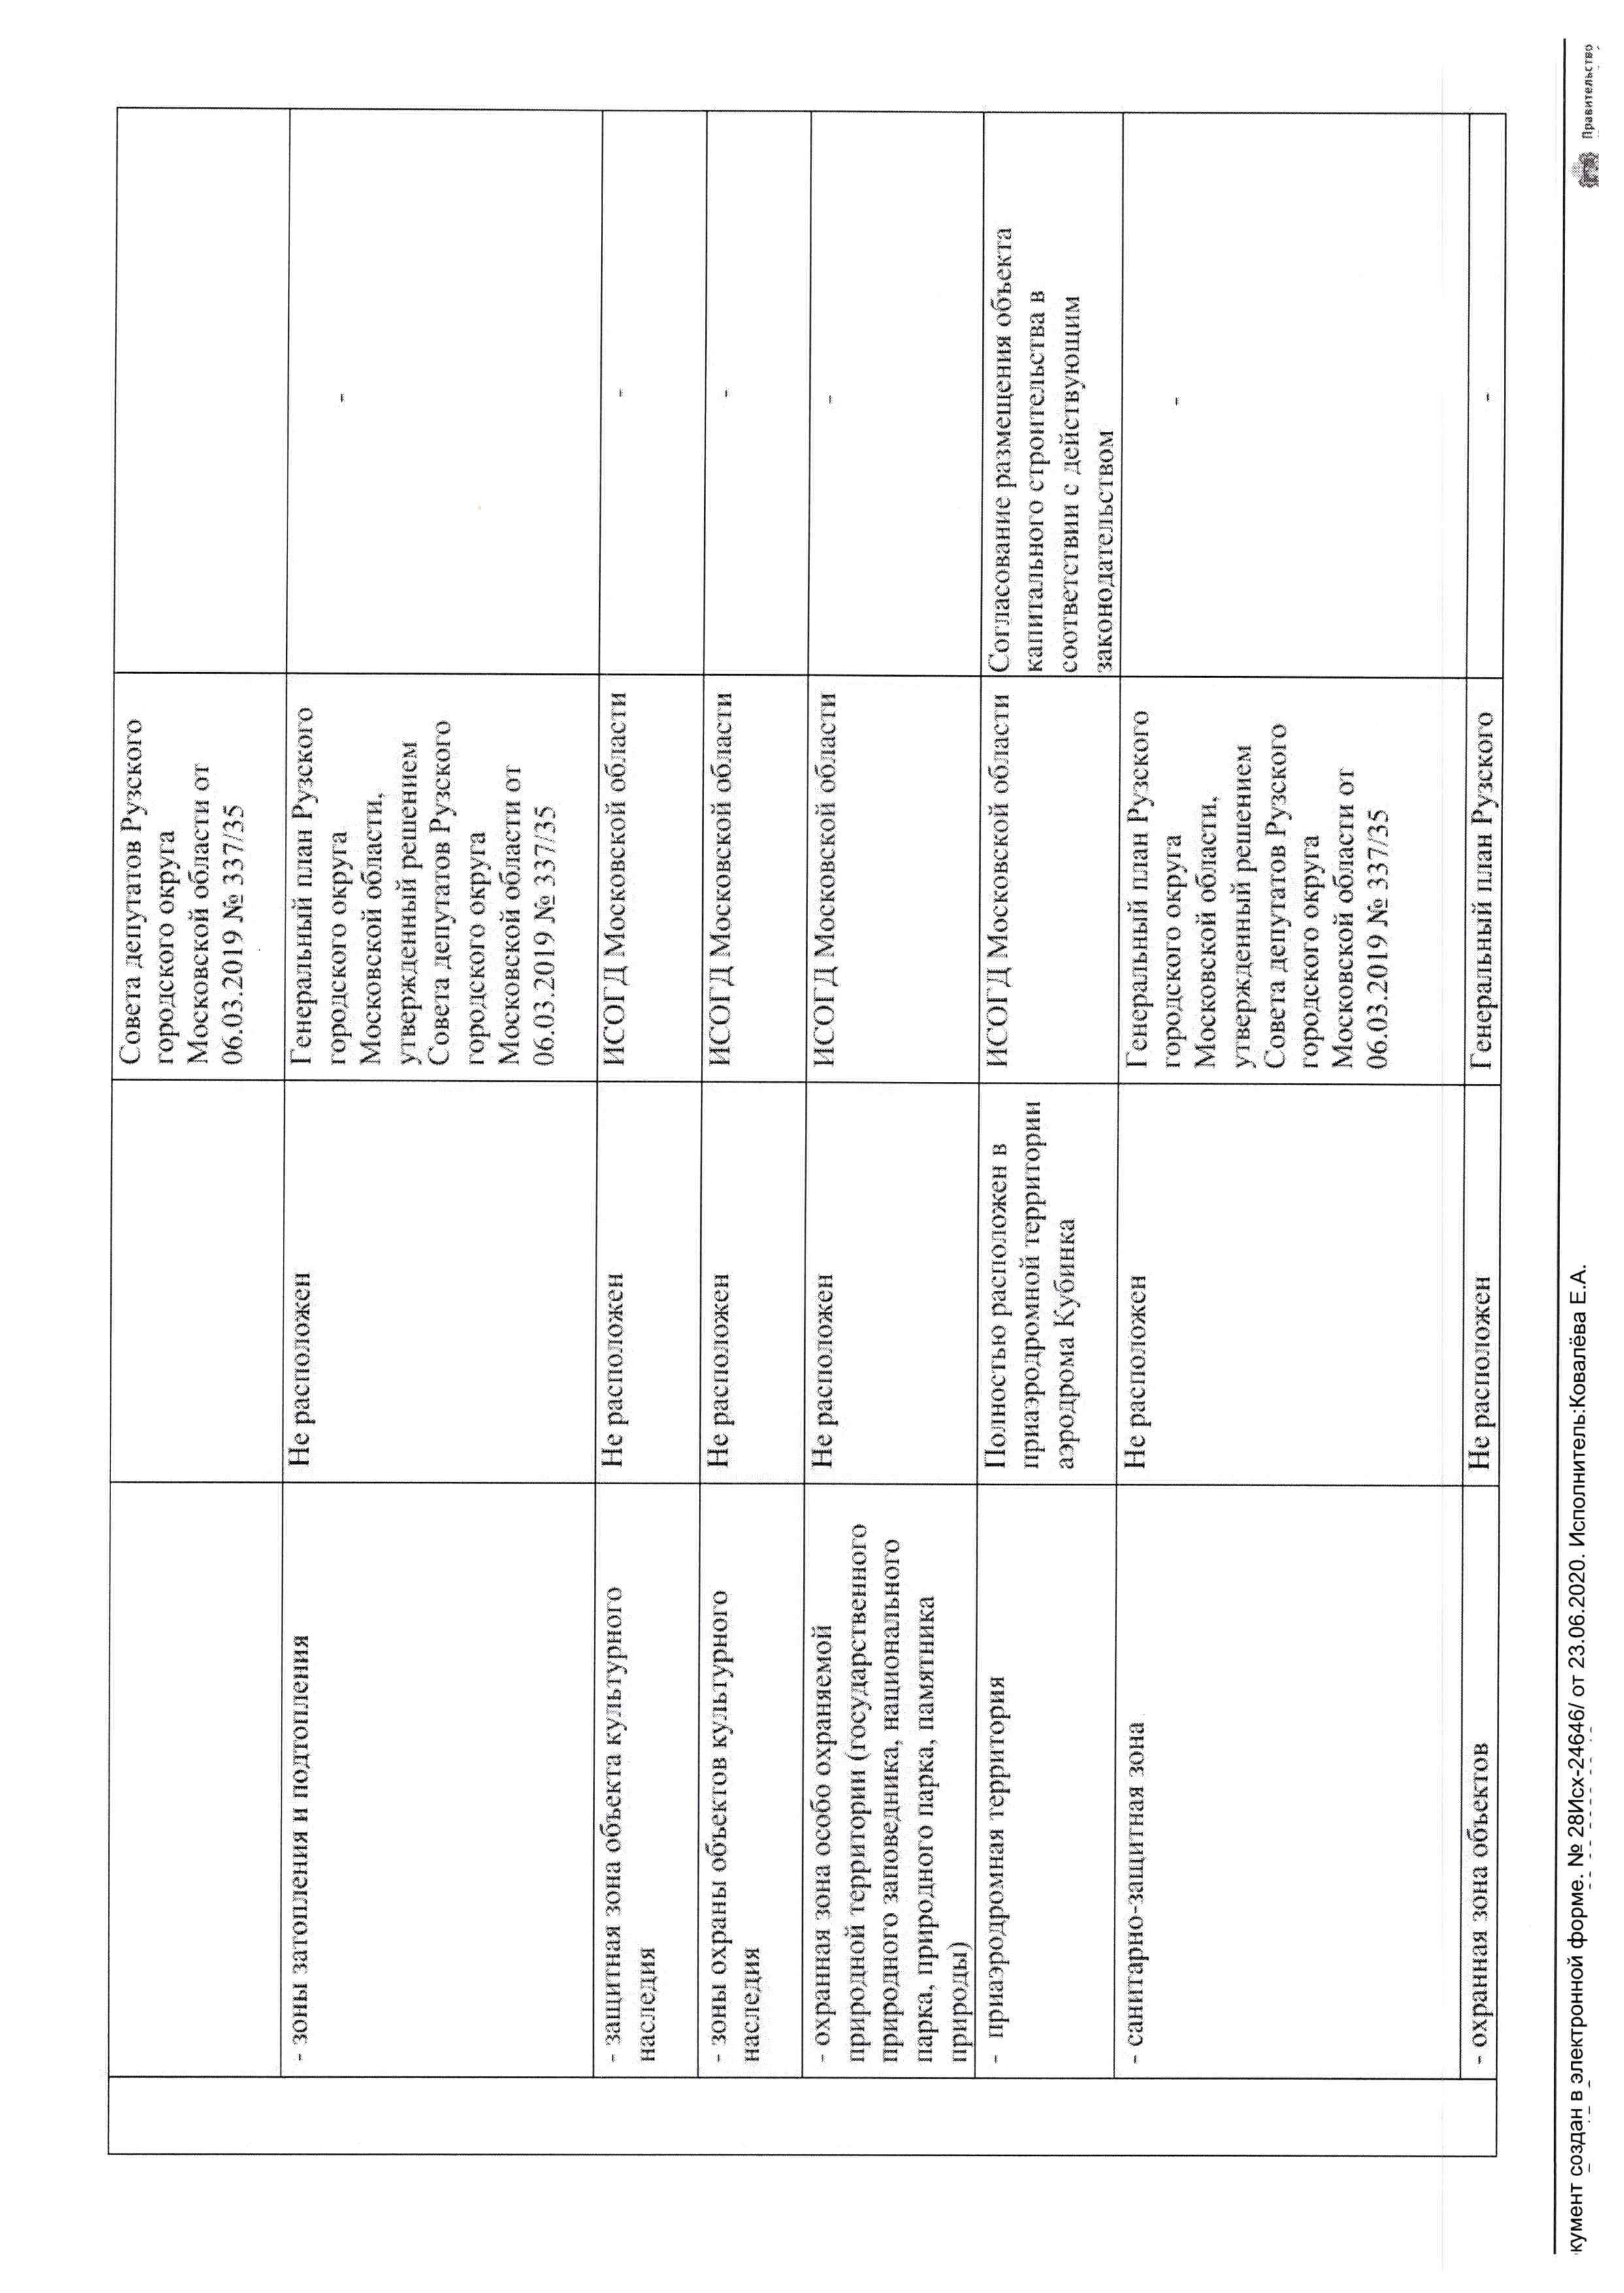 Совета депутатов Рузского
городского округа
Московской области от
06.03.2019 № 337/35
- зоны затопления и подтопления
Не расположен
Генеральный план Рузского
городского округа
Московской области,
утвержденный решением
Совета депутатов Рузского
городского округа
Московской области от
06.03.2019 № 337/35
-
- защитная зона объекта культурного
наследия
Не расположен
ИСОГД Московской области
-
- зоны охраны объектов культурного
наследия
Не расположен
ИСОГД Московской области
-
- охранная зона особо охраняемой
природной территории (государственного
природного заповедника, национального
парка, природного парка, памятника
природы)
Не расположен
ИСОГД Московской области
-
- приаэродромная территория
Полностью расположен в
приаэродромной территории
аэродрома Кубинка
ИСОГД Московской области
Согласование размещения объекта
капитального строительства в
соответствии с действующим
законодательством
- санитарно-защитная зона
Не расположен
Генеральный план Рузского
городского округа
Московской области,
утвержденный решением
Совета депутатов Рузского
городского округа
Московской области от
06.03.2019 № 337/35
-
- охранная зона объектов
Не расположен
Генеральный план Рузского
-
кумент создан в электронной форме. № 28Исх-24646/ от 23.06.2020. Исполнитель:Ковалёва Е.А.
Правительство